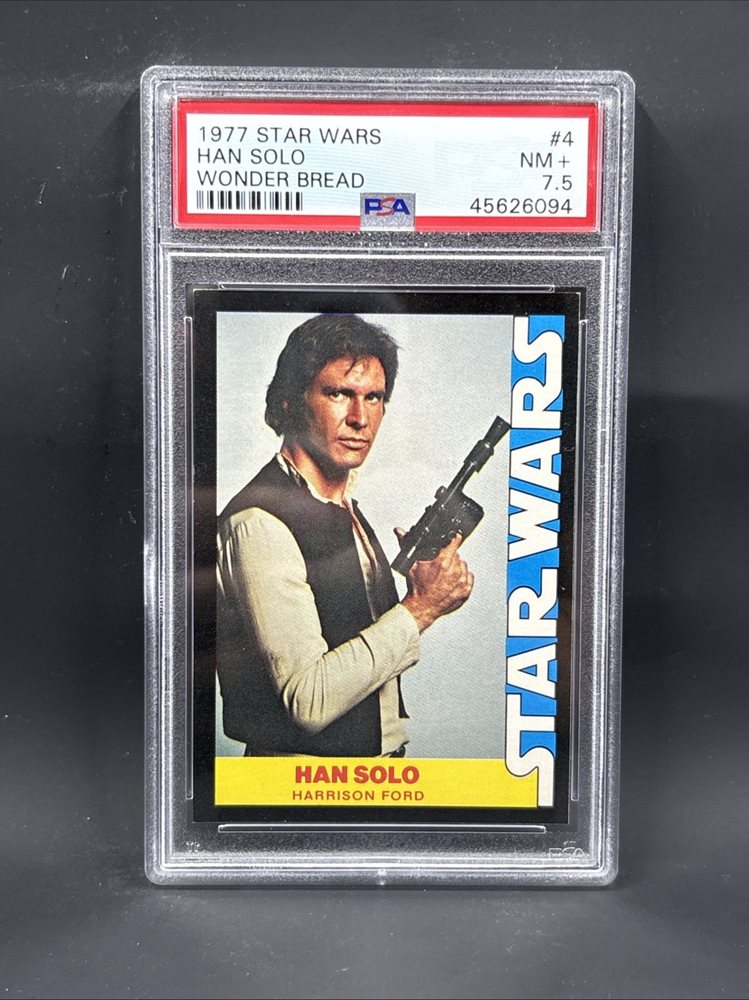 1977 STAR WARS #4
HAN SOLO NM+
WONDER BREAD 7.5
PSA 45626094
STAR WARS
HAN SOLO
HARRISON FORD
PSA